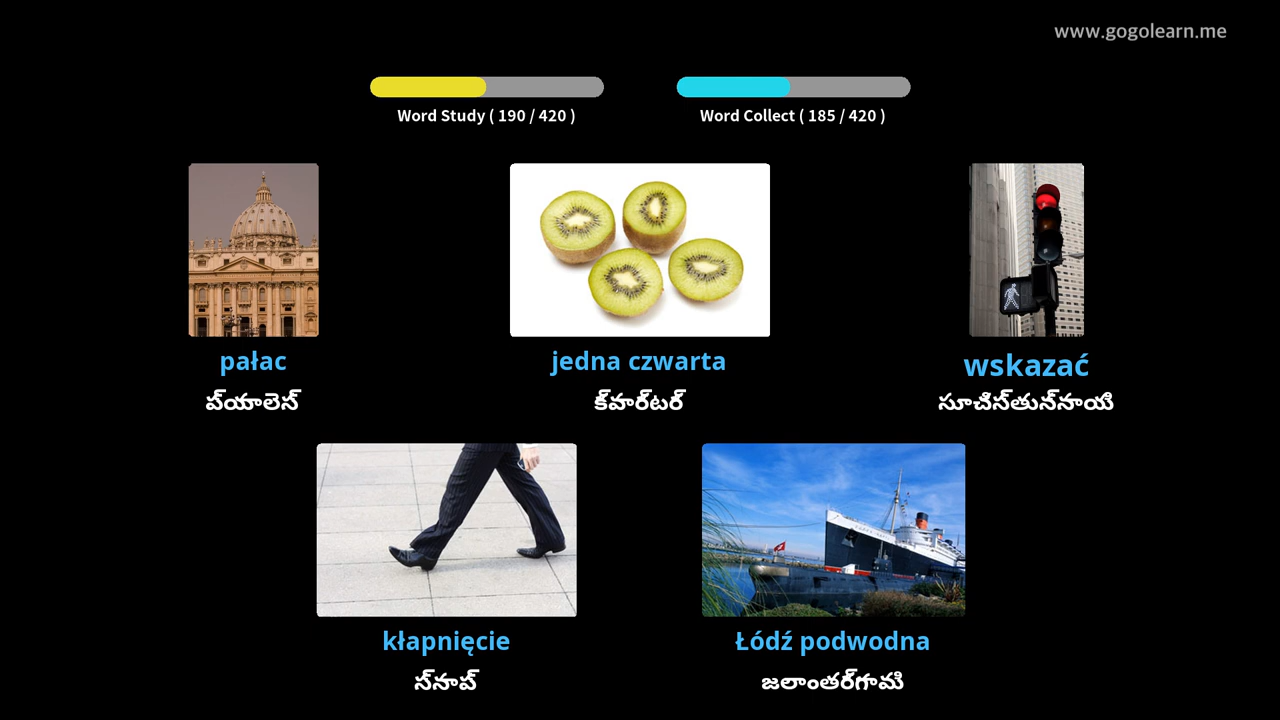 www.gogolearn.me
Word Study ( 190 / 420 )
Word Collect ( 185 / 420 )
pałac
ప్‌యాలెస్
jedna czwarta
క్‌హర్‌టర్
wskazać
సూచిస్‌తున్‌నాయి
kłapnięcie
స్‌నాప్
Łódź podwodna
జలాంతర్‌గామి